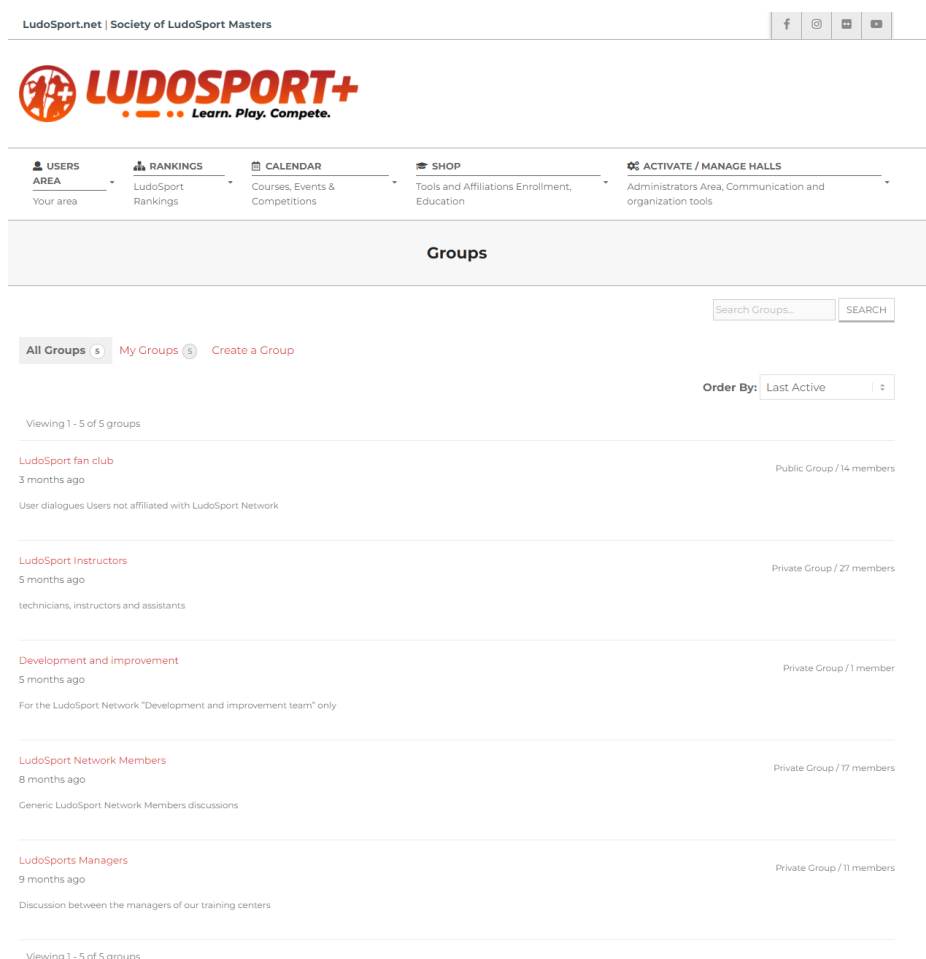 LudoSport.net | Society of LudoSport Masters
LUDOSPORT+
Learn. Play. Compete.
USERS AREA
Your area
RANKINGS
LudoSport Rankings
CALENDAR
Courses, Events & Competitions
SHOP
Tools and Affiliations Enrollment, Education
ACTIVATE / MANAGE HALLS
Administrators Area, Communication and organization tools
Groups
Search Groups... SEARCH
All Groups 5 My Groups 5 Create a Group
Order By: Last Active
Viewing 1 - 5 of 5 groups
LudoSport fan club
Public Group / 14 members
3 months ago
User dialogues Users not affiliated with LudoSport Network
LudoSport Instructors
Private Group / 27 members
5 months ago
technicians, instructors and assistants
Development and improvement
Private Group / 1 member
5 months ago
For the LudoSport Network "Development and improvement team" only
LudoSport Network Members
Private Group / 17 members
8 months ago
Generic LudoSport Network Members discussions
LudoSports Managers
Private Group / 11 members
9 months ago
Discussion between the managers of our training centers
Viewing 1 - 5 of 5 groups